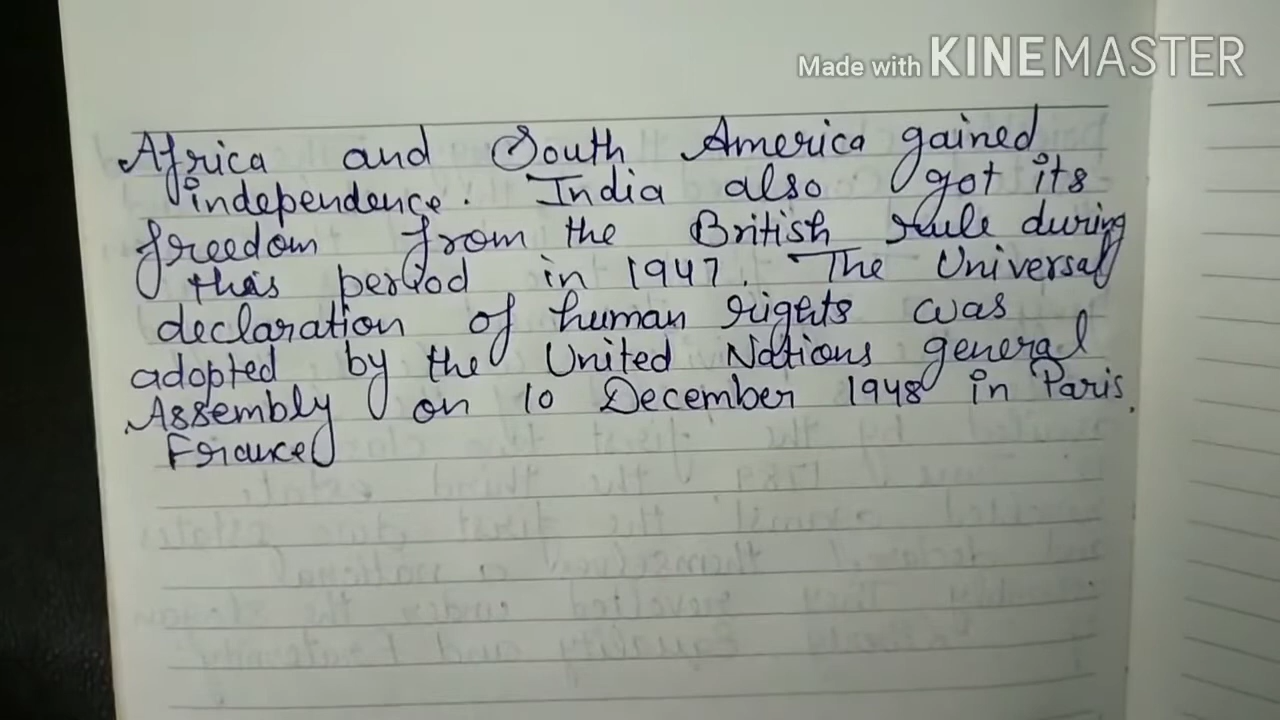 Made with KINEMASTER
Africa and South America gained
independence. India also got its
freedom from the British rule during
this period in 1947. The Universal
declaration of human rights was
adopted by the United Nations general
Assembly on 10 December 1948 in Paris.
France